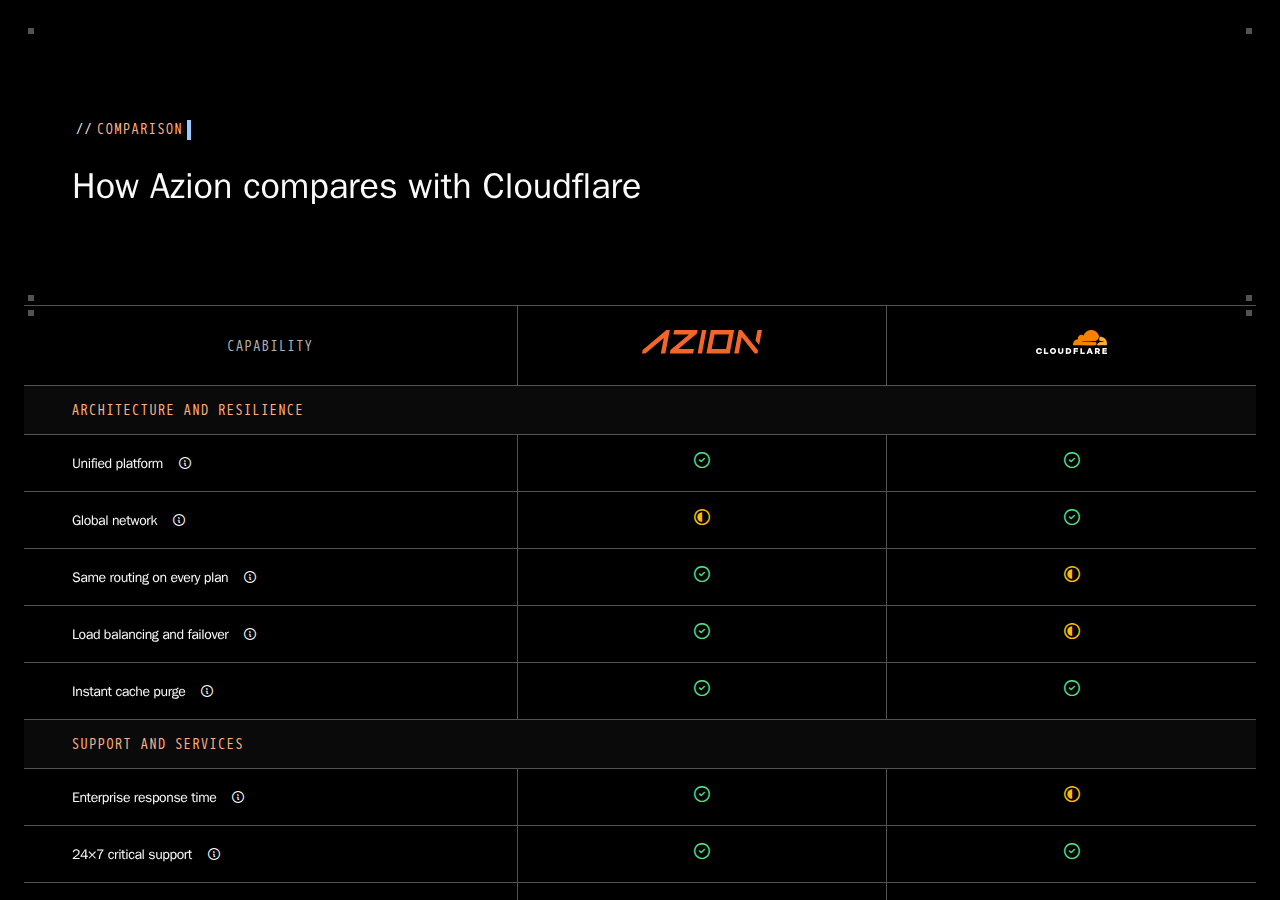 // COMPARISON
How Azion compares with Cloudflare
CAPABILITY AZION CLOUDFLARE
ARCHITECTURE AND RESILIENCE
Unified platform
Global network
Same routing on every plan
Load balancing and failover
Instant cache purge
SUPPORT AND SERVICES
Enterprise response time
24×7 critical support